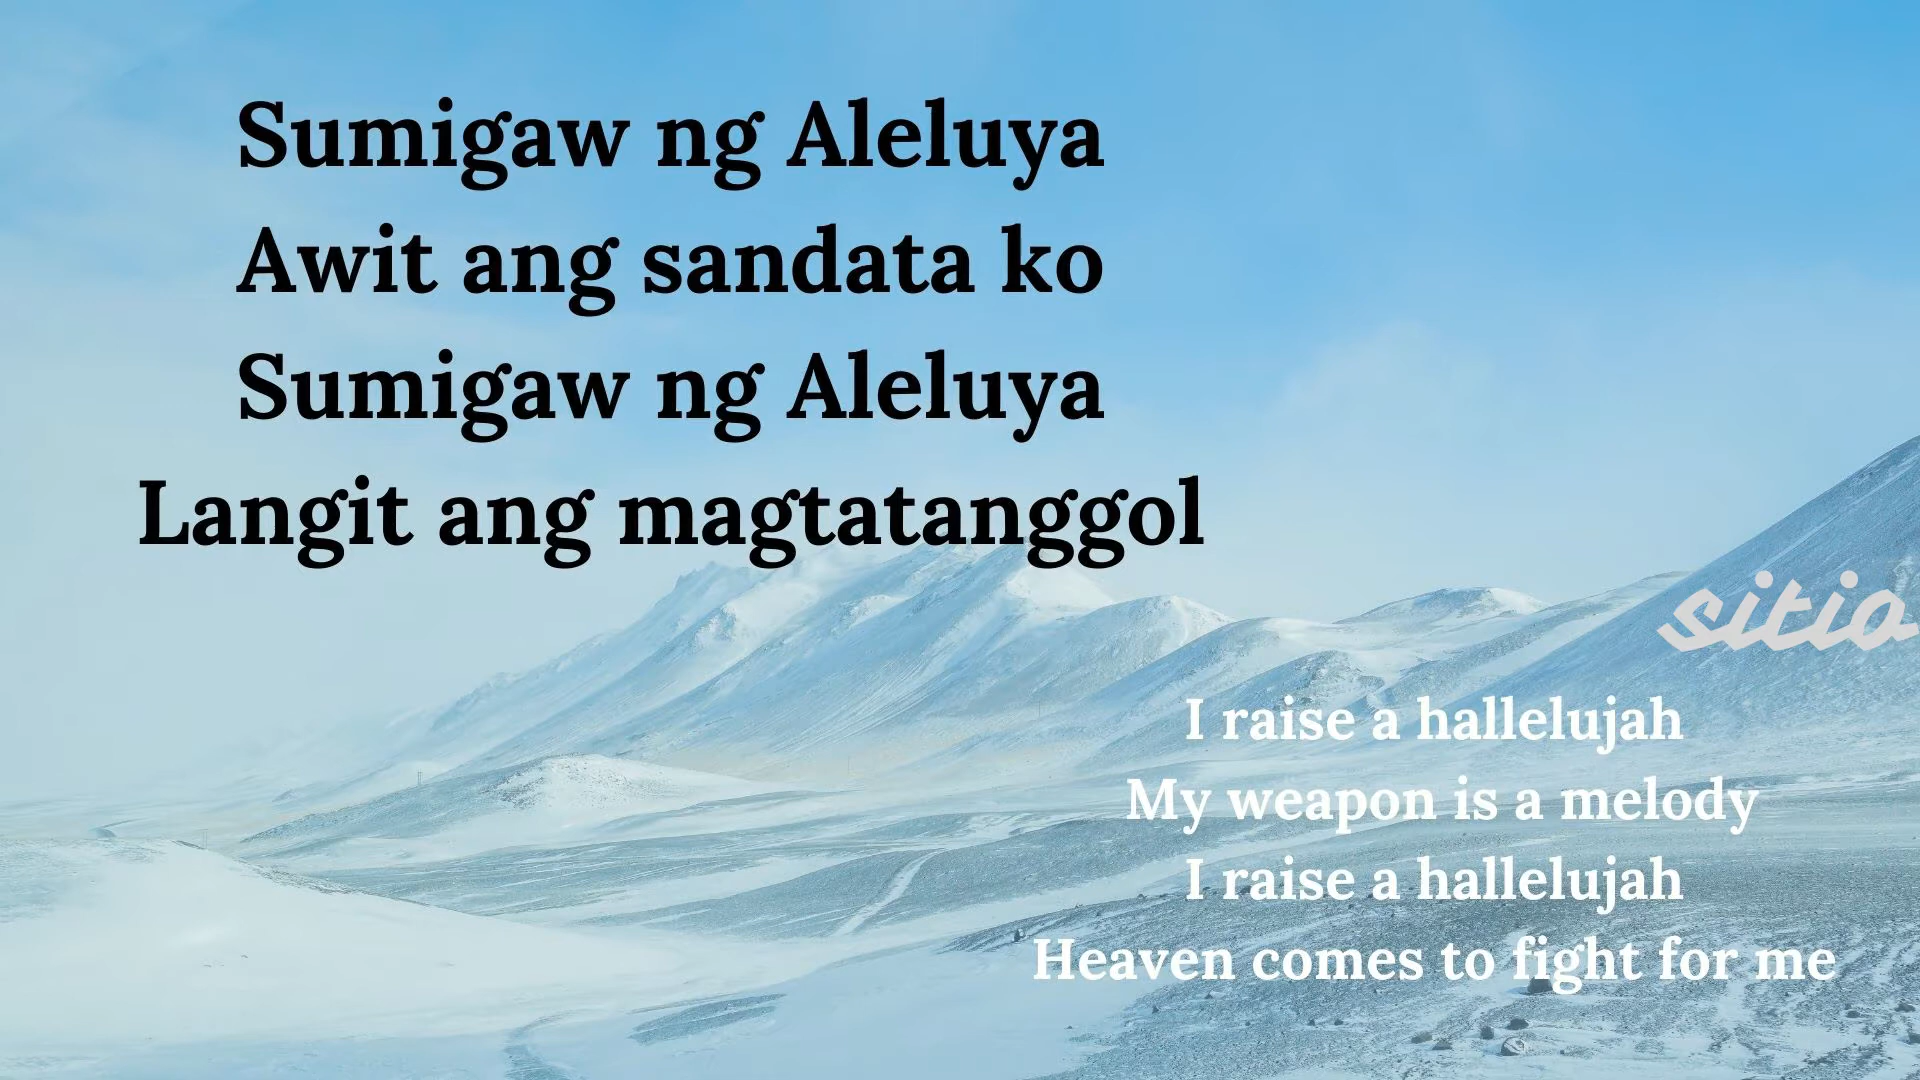 Sumigaw ng Aleluya
Awit ang sandata ko
Sumigaw ng Aleluya
Langit ang magtatanggol
sitio
I raise a hallelujah
My weapon is a melody
I raise a hallelujah
Heaven comes to fight for me